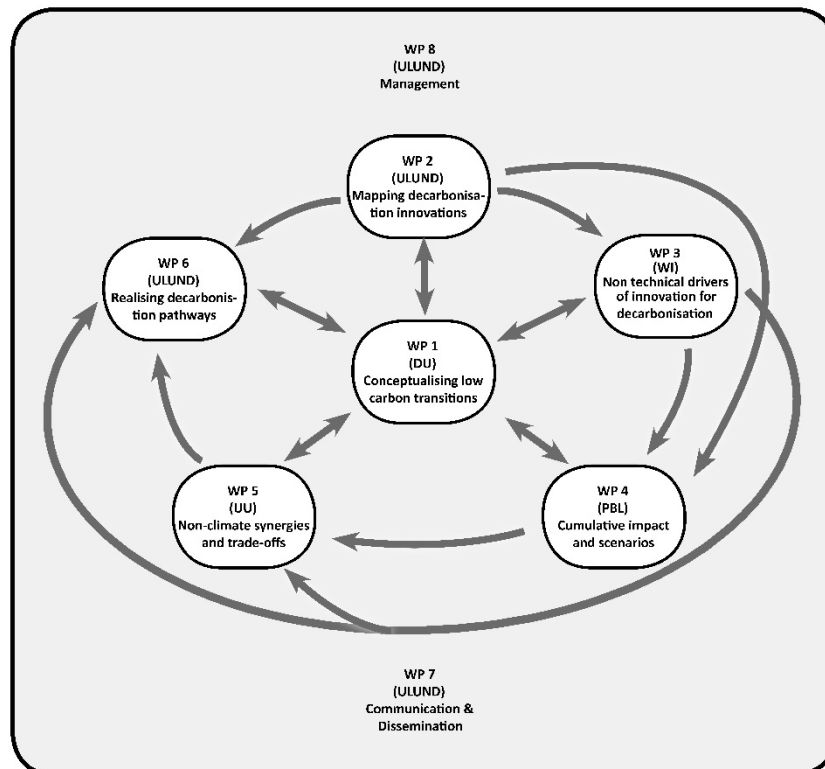 WP 8
(ULUND)
Management
WP 2
(ULUND)
Mapping decarbonisa-
tion innovations
WP 6
(ULUND)
Realising decarbonis-
tion pathways
WP 3
(WI)
Non technical drivers
of innovation for
decarbonisation
WP 1
(DU)
Conceptualising low
carbon transitions
WP 5
(UU)
Non-climate synergies
and trade-offs
WP 4
(PBL)
Cumulative impact
and scenarios
WP 7
(ULUND)
Communication &
Dissemination